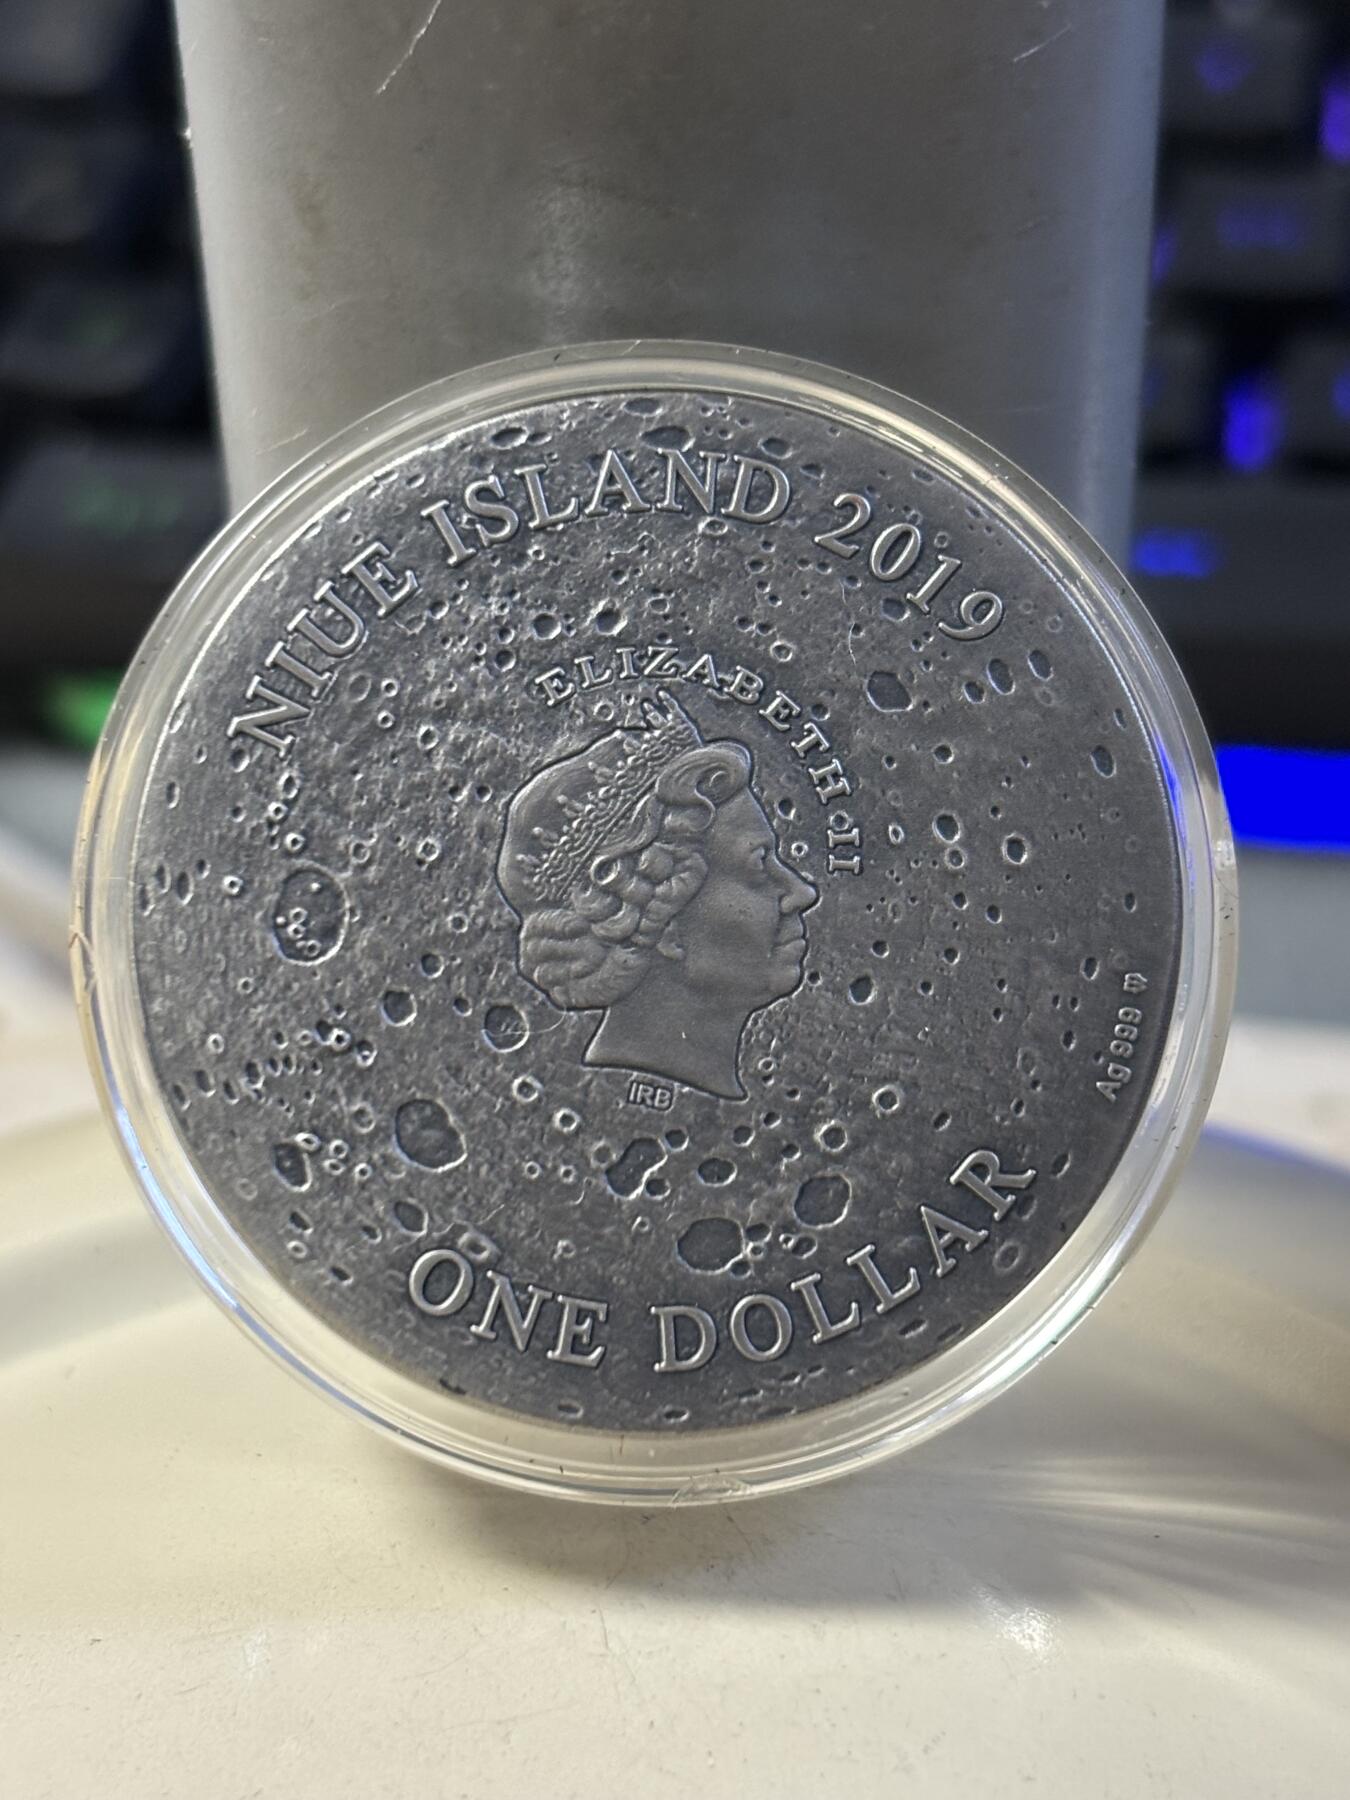 NIUE ISLAND 2019
ELIZABETH II
IRB
Ag 999
ONE DOLLAR